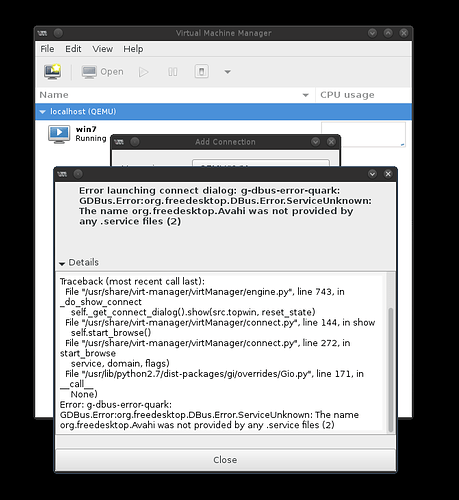 Virtual Machine Manager
File Edit View Help
Open
Name CPU usage
localhost (QEMU)
win7
Running
Add Connection
Error launching connect dialog: g-dbus-error-quark:
GDBus.Error:org.freedesktop.DBus.Error.ServiceUnknown:
The name org.freedesktop.Avahi was not provided by
any .service files (2)
Details
Traceback (most recent call last):
File "/usr/share/virt-manager/virtManager/engine.py", line 743, in
_do_show_connect
self._get_connect_dialog().show(src.topwin, reset_state)
File "/usr/share/virt-manager/virtManager/connect.py", line 144, in show
self.start_browse()
File "/usr/share/virt-manager/virtManager/connect.py", line 272, in
start_browse
service, domain, flags)
File "/usr/lib/python2.7/dist-packages/gi/overrides/Gio.py", line 171, in
__call__
None)
Error: g-dbus-error-quark:
GDBus.Error:org.freedesktop.DBus.Error.ServiceUnknown: The name
org.freedesktop.Avahi was not provided by any .service files (2)
Close